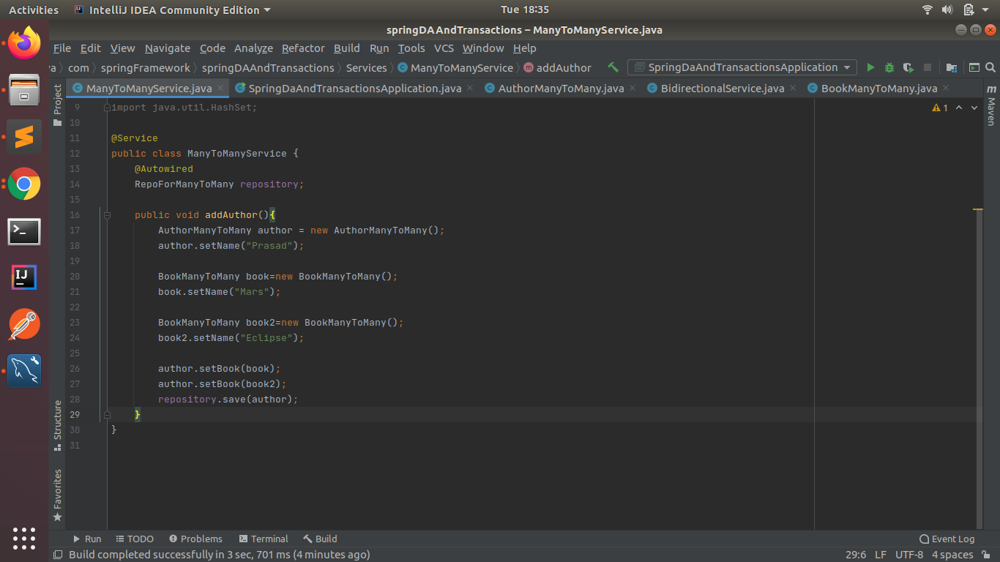 Activities IntelliJ IDEA Community Edition Tue 18:35
springDAAndTransactions – ManyToManyService.java
File Edit View Navigate Code Analyze Refactor Build Run Tools VCS Window Help
va com springFramework springDAAndTransactions Services ManyToManyService addAuthor SpringDaAndTransactionsApplication
ManyToManyService.java SpringDaAndTransactionsApplication.java AuthorManyToMany.java BidirectionalService.java BookManyToMany.java
Project
Structure
Favorites
Maven
1
9 import java.util.HashSet;
10
11 @Service
12 public class ManyToManyService {
13 @Autowired
14 RepoForManyToMany repository;
15
16 public void addAuthor(){
17 AuthorManyToMany author = new AuthorManyToMany();
18 author.setName("Prasad");
19
20 BookManyToMany book=new BookManyToMany();
21 book.setName("Mars");
22
23 BookManyToMany book2=new BookManyToMany();
24 book2.setName("Eclipse");
25
26 author.setBook(book);
27 author.setBook(book2);
28 repository.save(author);
29 }
30 }
31
Run TODO Problems Terminal Build Event Log
Build completed successfully in 3 sec, 701 ms (4 minutes ago) 29:6 LF UTF-8 4 spaces